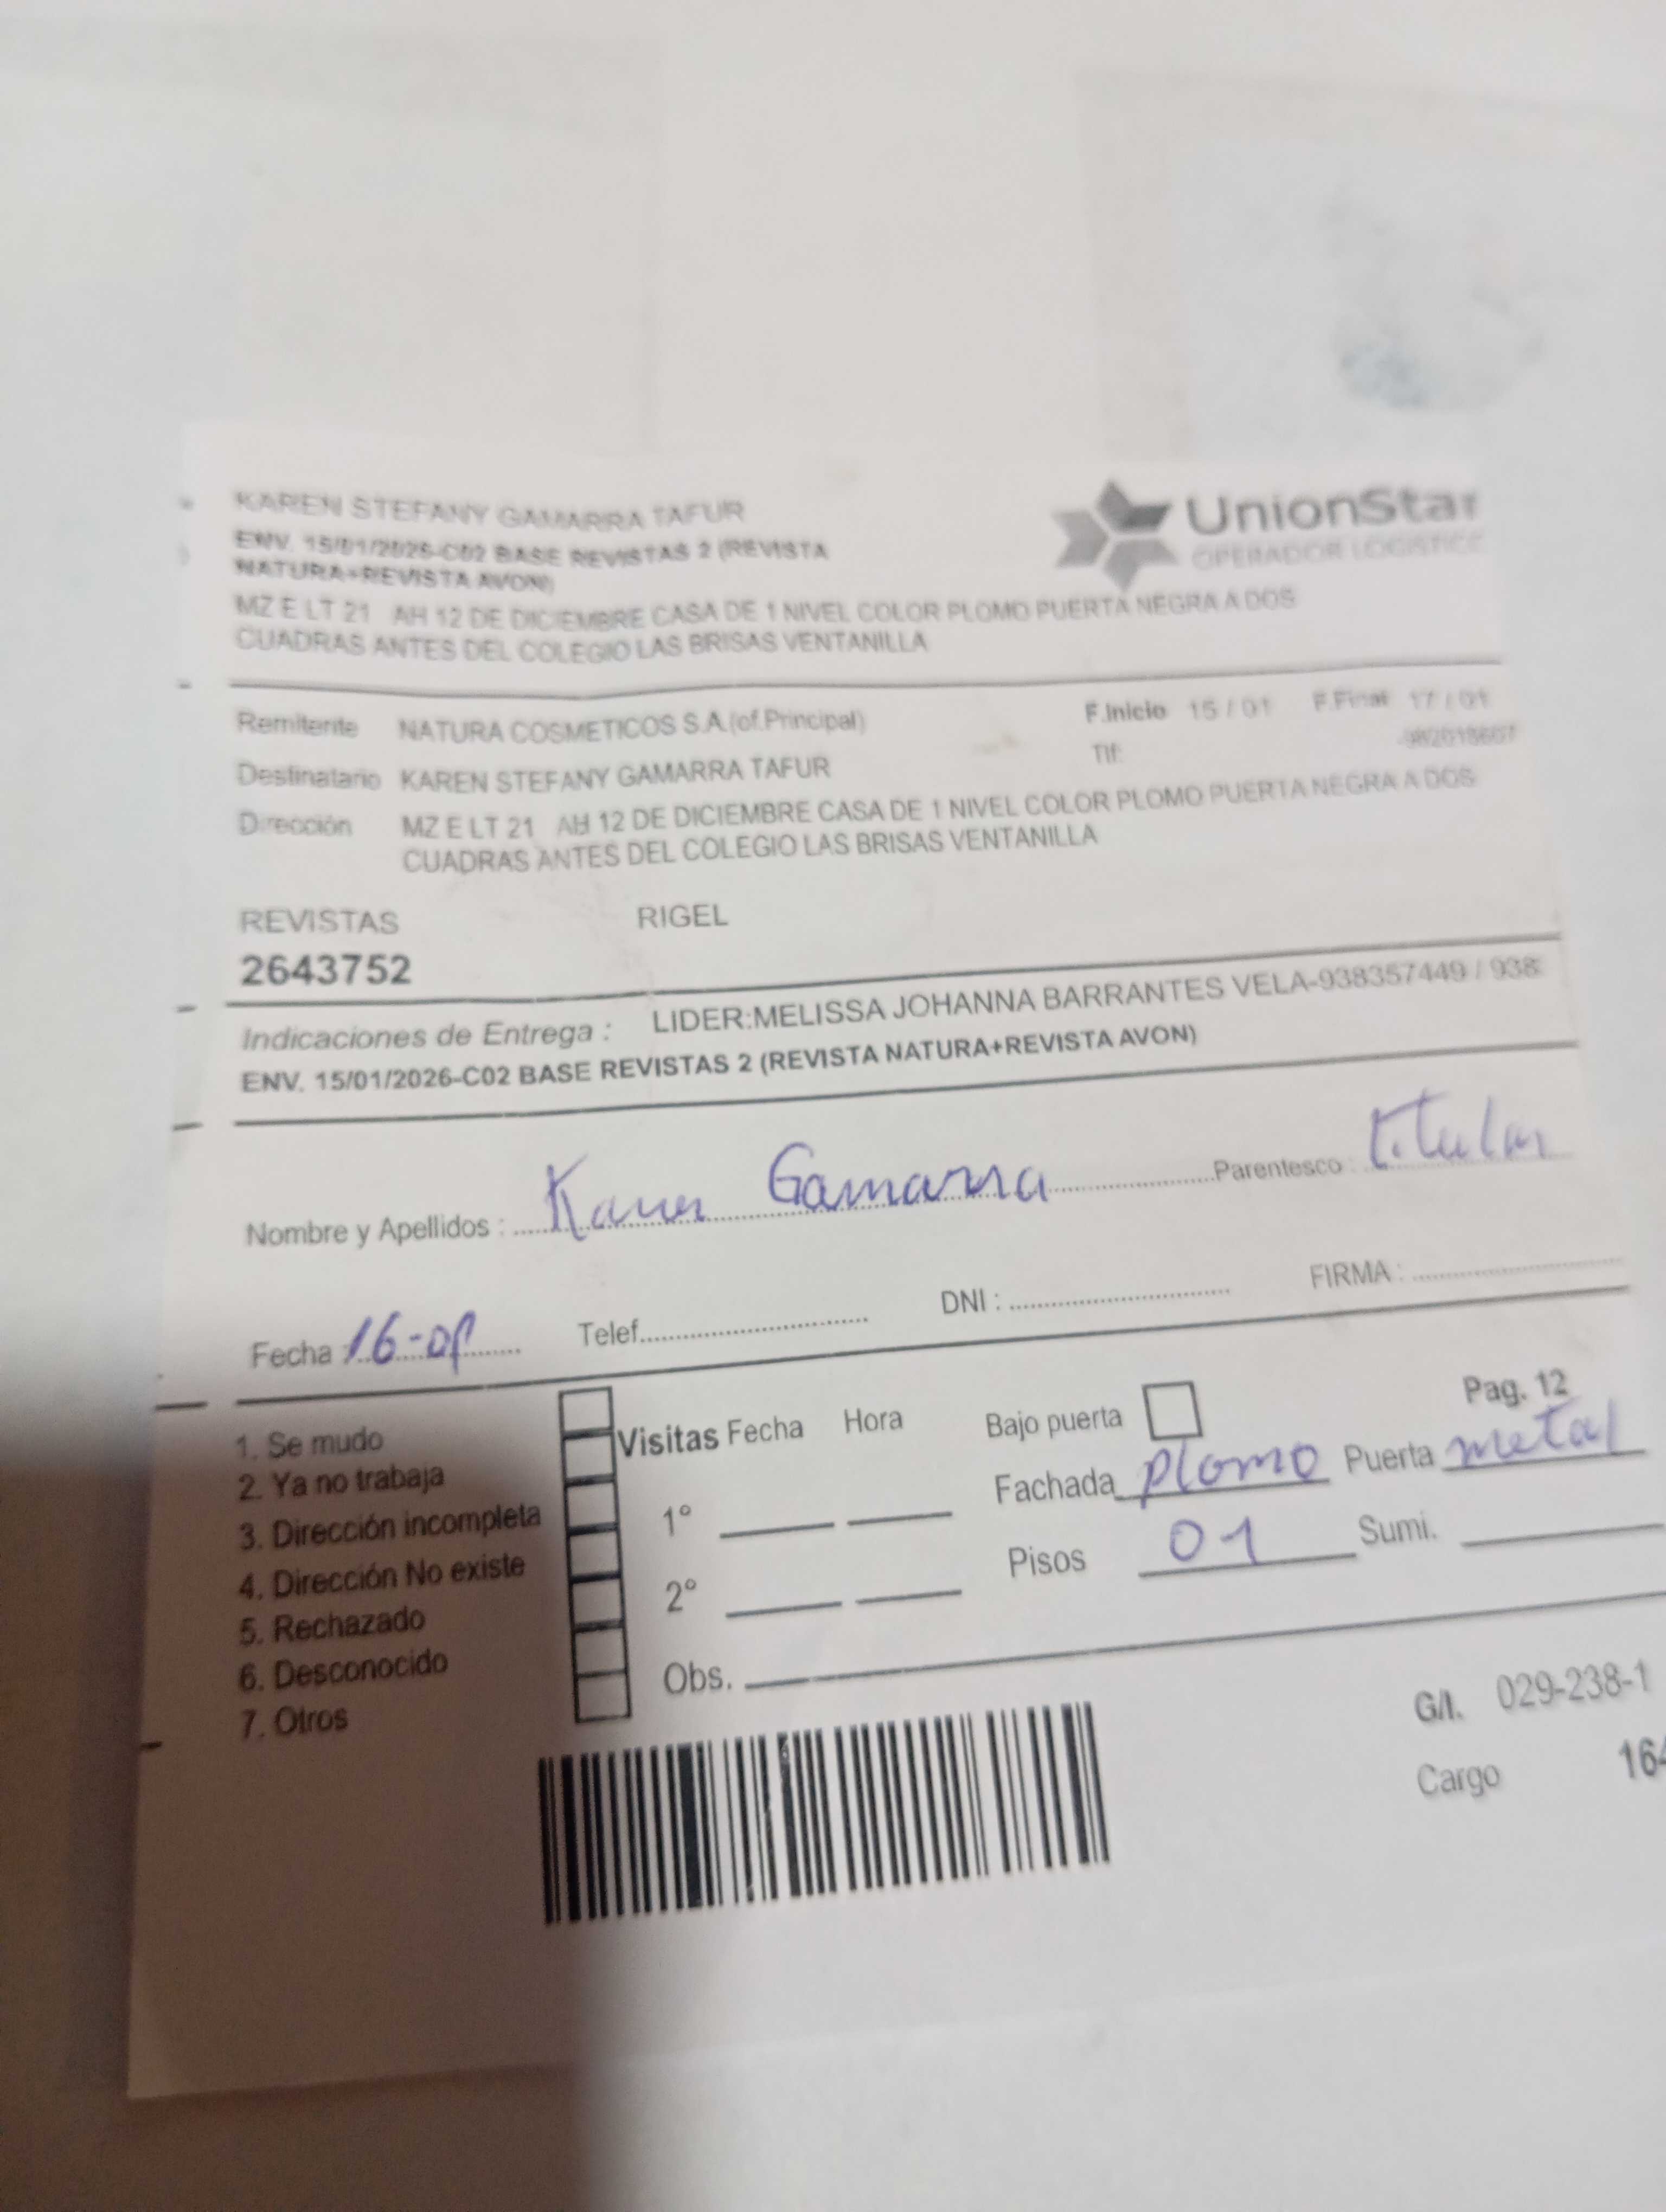 KAREN STEFANY GAMARRA TAFUR
UnionStar
OPERADOR LOGISTICO
ENV. 15/01/2026-C02 BASE REVISTAS 2 (REVISTA
NATURA+REVISTA AVON)
MZ E LT 21 AH 12 DE DICIEMBRE CASA DE 1 NIVEL COLOR PLOMO PUERTA NEGRA A DOS
CUADRAS ANTES DEL COLEGIO LAS BRISAS VENTANILLA
Remitente NATURA COSMETICOS S.A.(of.Principal) F.Inicio 15 / 01 F.Final 17 / 01
Destinatario KAREN STEFANY GAMARRA TAFUR Tlf:
Dirección MZ E LT 21 AH 12 DE DICIEMBRE CASA DE 1 NIVEL COLOR PLOMO PUERTA NEGRA A DOS
CUADRAS ANTES DEL COLEGIO LAS BRISAS VENTANILLA
REVISTAS RIGEL
2643752
Indicaciones de Entrega : LIDER:MELISSA JOHANNA BARRANTES VELA-938357449 / 938
ENV. 15/01/2026-C02 BASE REVISTAS 2 (REVISTA NATURA+REVISTA AVON)
Nombre y Apellidos : Karen Gamarra Parentesco : titular
Fecha : 16-01 Telef. DNI : FIRMA :
Pag. 12
1. Se mudo
2. Ya no trabaja
3. Dirección incompleta
4. Dirección No existe
5. Rechazado
6. Desconocido
7. Otros
Visitas Fecha Hora
1°
2°
Obs.
Bajo puerta
Fachada plomo Puerta metal
Pisos 01 Sumi.
G/I. 029-238-1
Cargo 164